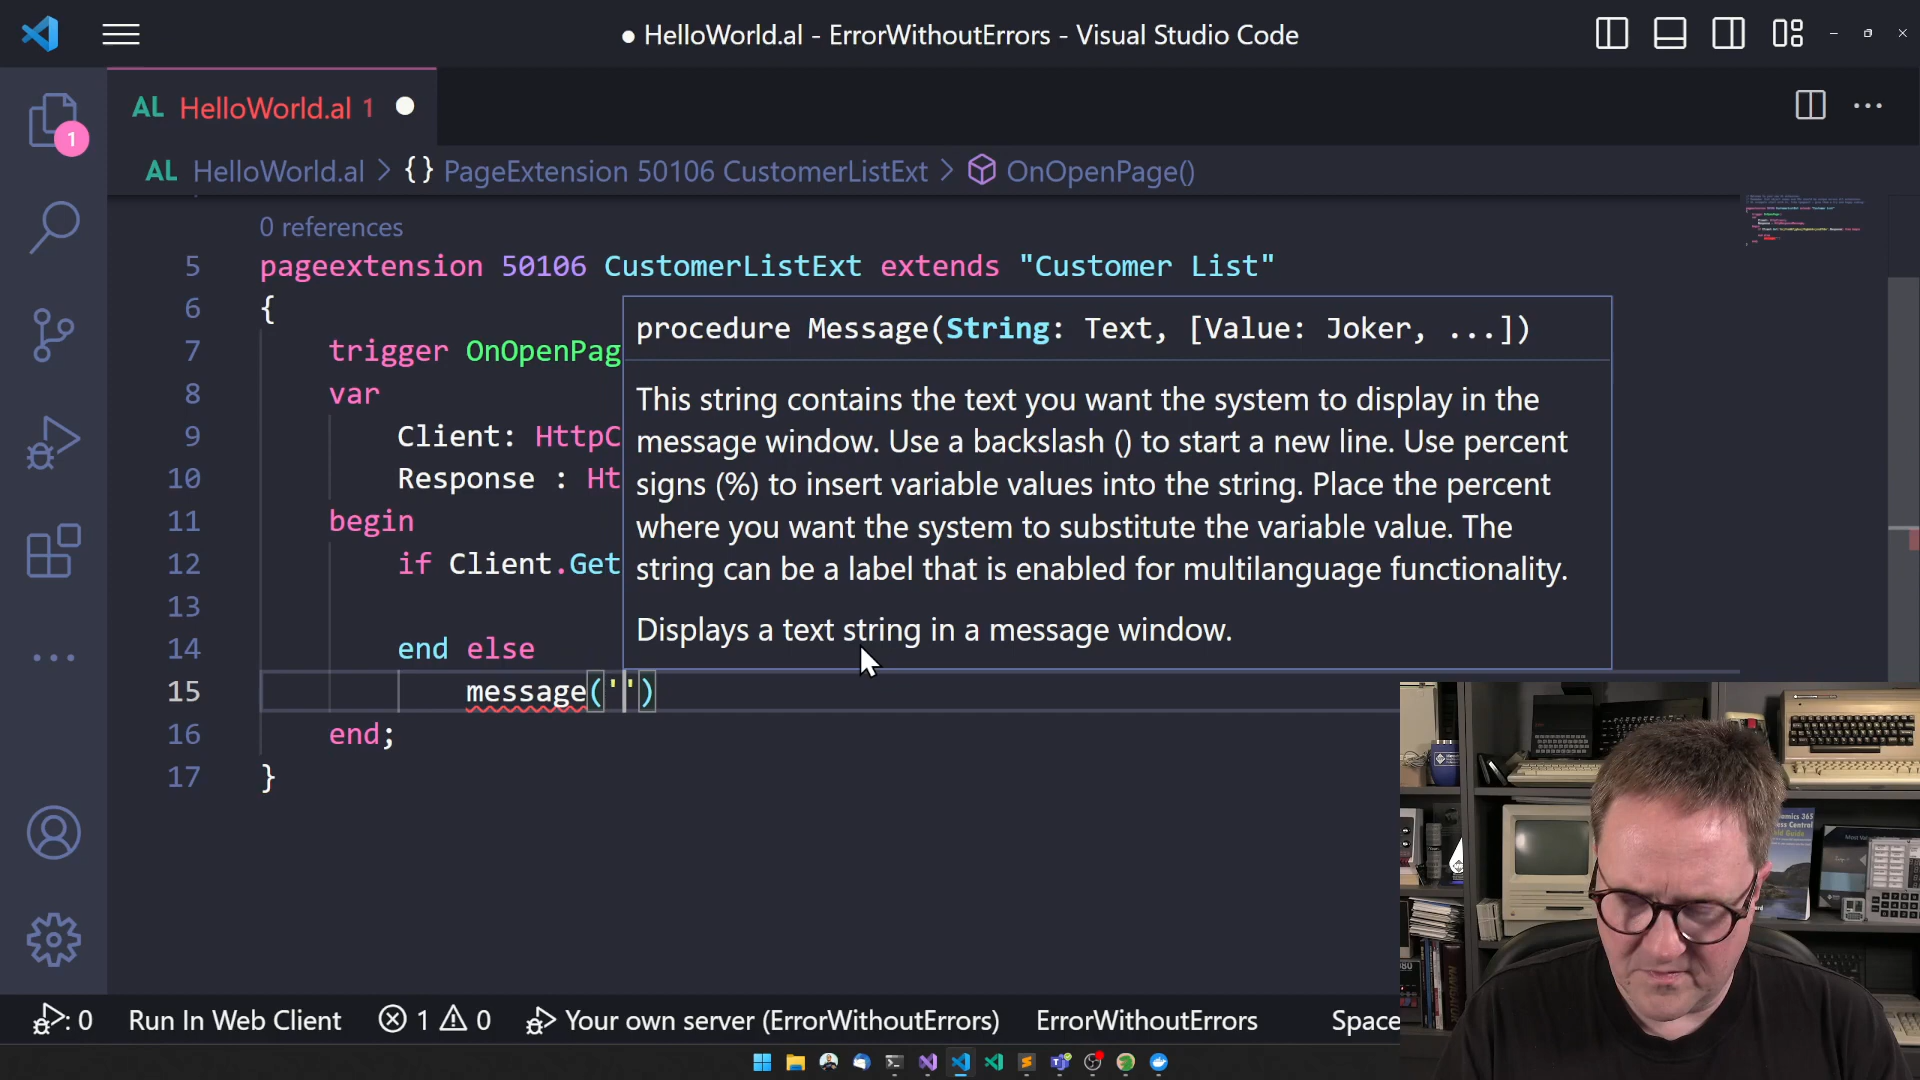 ● HelloWorld.al - ErrorWithoutErrors - Visual Studio Code
AL HelloWorld.al 1
1
AL HelloWorld.al > {} PageExtension 50106 CustomerListExt > OnOpenPage()
0 references
5 pageextension 50106 CustomerListExt extends "Customer List"
6 {
7 trigger OnOpenPag
8 var
9 Client: HttpC
10 Response : Ht
11 begin
12 if Client.Get
13
14 end else
15 message('')
16 end;
17 }
procedure Message(String: Text, [Value: Joker, ...])
This string contains the text you want the system to display in the
message window. Use a backslash () to start a new line. Use percent
signs (%) to insert variable values into the string. Place the percent
where you want the system to substitute the variable value. The
string can be a label that is enabled for multilanguage functionality.
Displays a text string in a message window.
: 0 Run In Web Client 1 0 Your own server (ErrorWithoutErrors) ErrorWithoutErrors Space